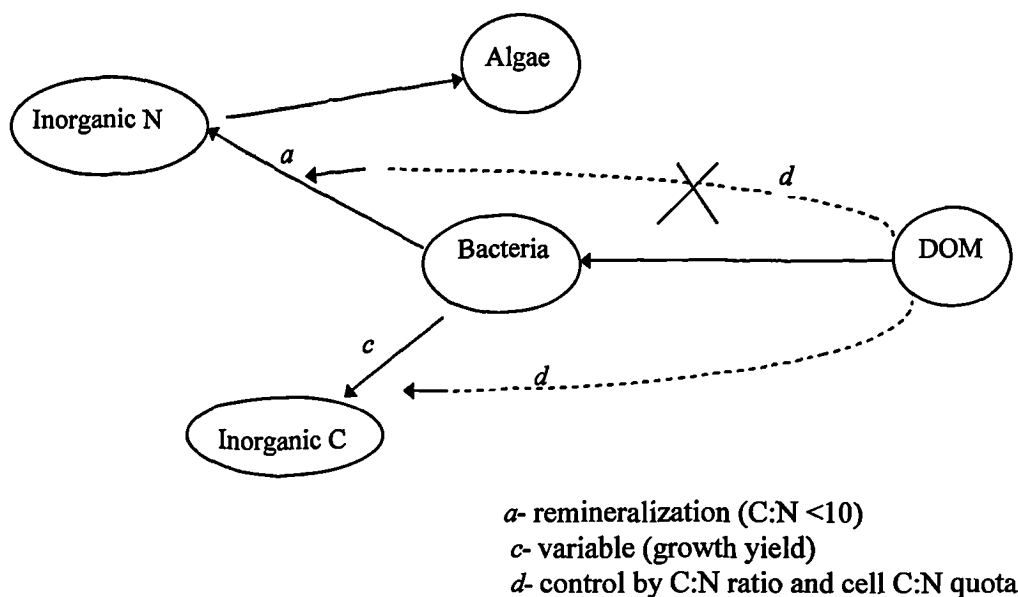 Algae
Inorganic N
a
d
Bacteria
DOM
c
d
Inorganic C
a- remineralization (C:N <10)
c- variable (growth yield)
d- control by C:N ratio and cell C:N quota